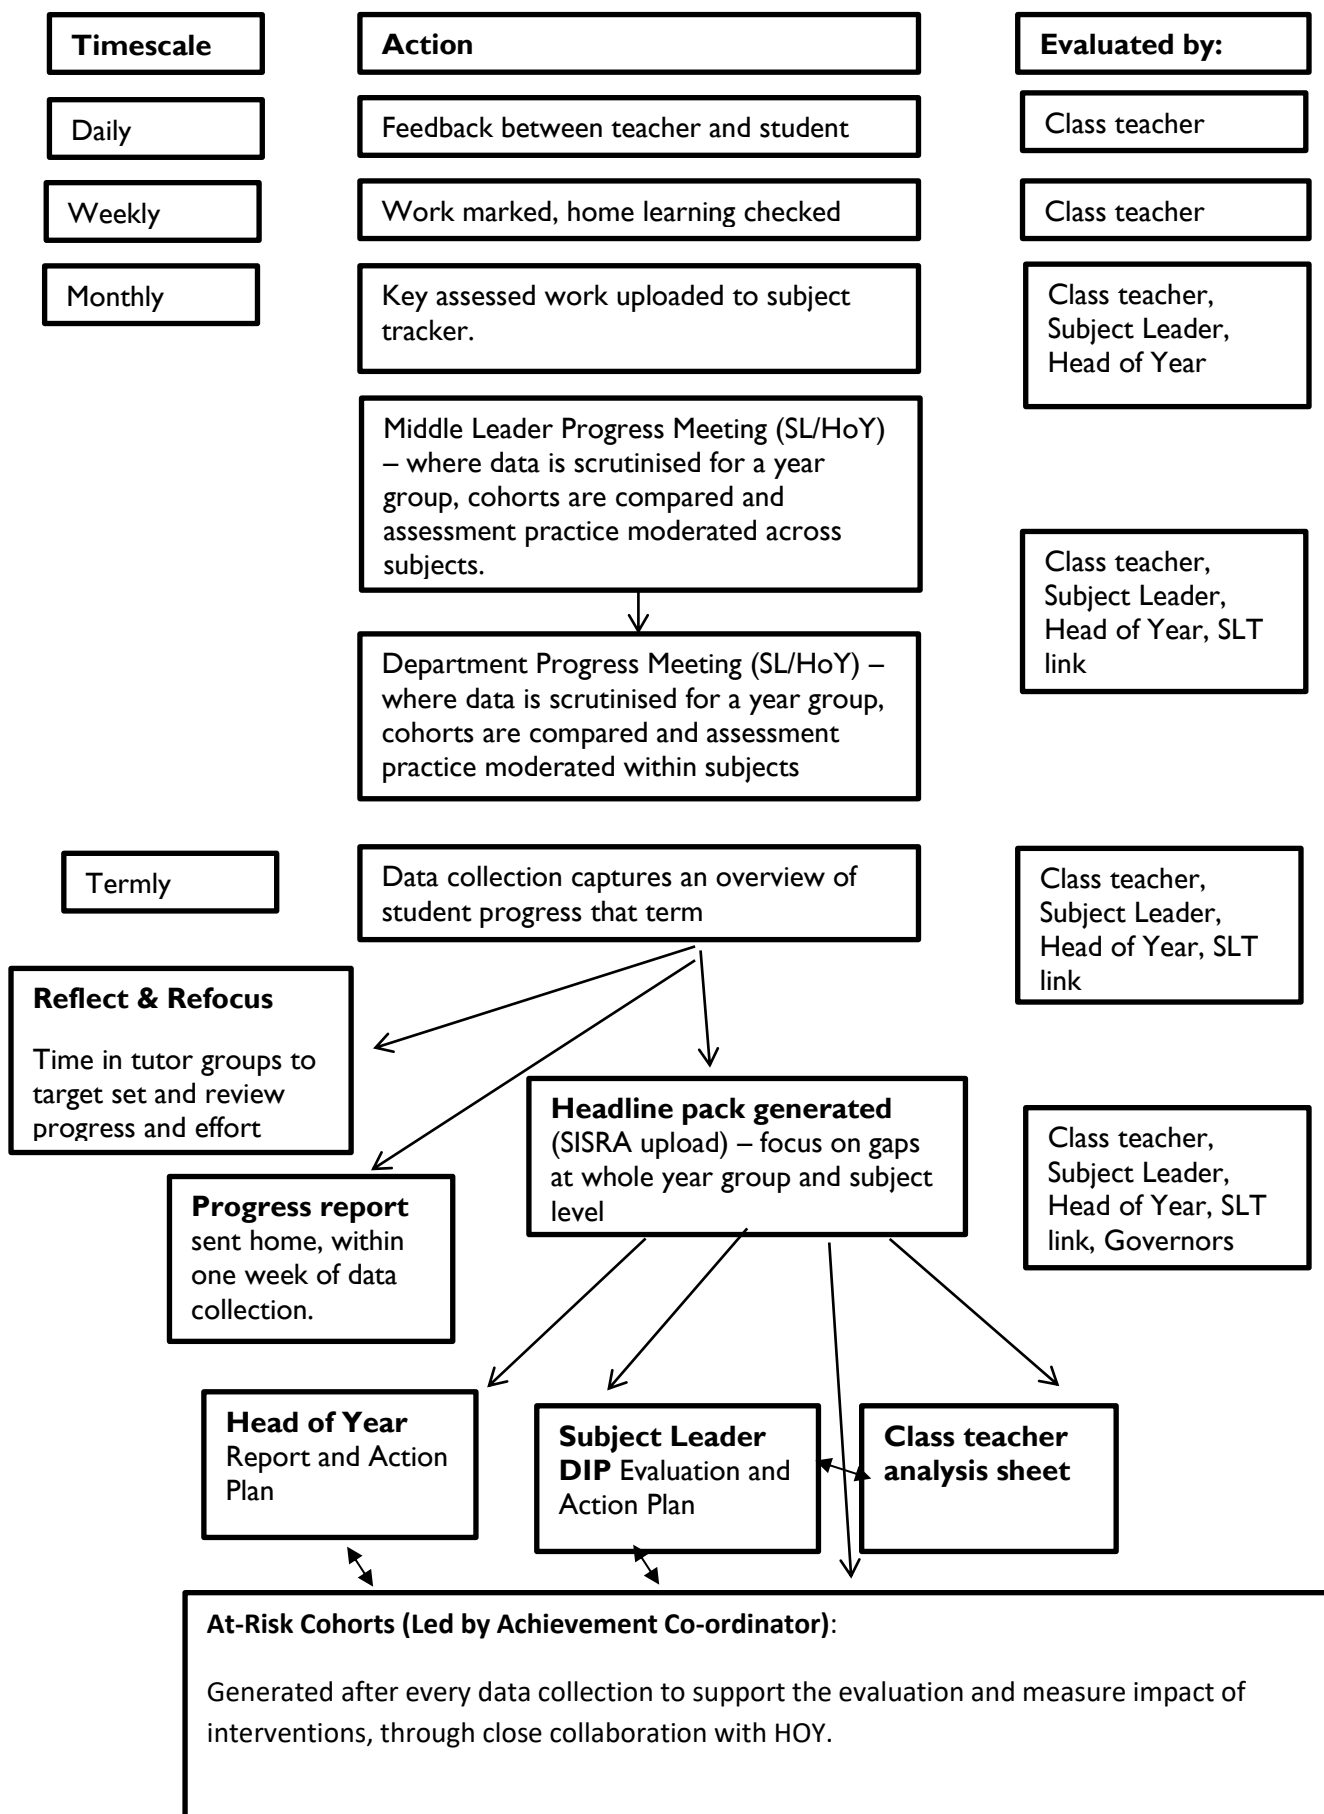 Timescale
Action
Evaluated by:
Daily
Feedback between teacher and student
Class teacher
Weekly
Work marked, home learning checked
Class teacher
Monthly
Key assessed work uploaded to subject
tracker.
Class teacher,
Subject Leader,
Head of Year
Middle Leader Progress Meeting (SL/HoY)
– where data is scrutinised for a year
group, cohorts are compared and
assessment practice moderated across
subjects.
Class teacher,
Subject Leader,
Head of Year, SLT
link
Department Progress Meeting (SL/HoY) –
where data is scrutinised for a year group,
cohorts are compared and assessment
practice moderated within subjects
Termly
Data collection captures an overview of
student progress that term
Class teacher,
Subject Leader,
Head of Year, SLT
link
Reflect & Refocus
Time in tutor groups to
target set and review
progress and effort
Headline pack generated
(SISRA upload) – focus on gaps
at whole year group and subject
level
Class teacher,
Subject Leader,
Head of Year, SLT
link, Governors
Progress report
sent home, within
one week of data
collection.
Head of Year
Report and Action
Plan
Subject Leader
DIP Evaluation and
Action Plan
Class teacher
analysis sheet
At-Risk Cohorts (Led by Achievement Co-ordinator):
Generated after every data collection to support the evaluation and measure impact of
interventions, through close collaboration with HOY.